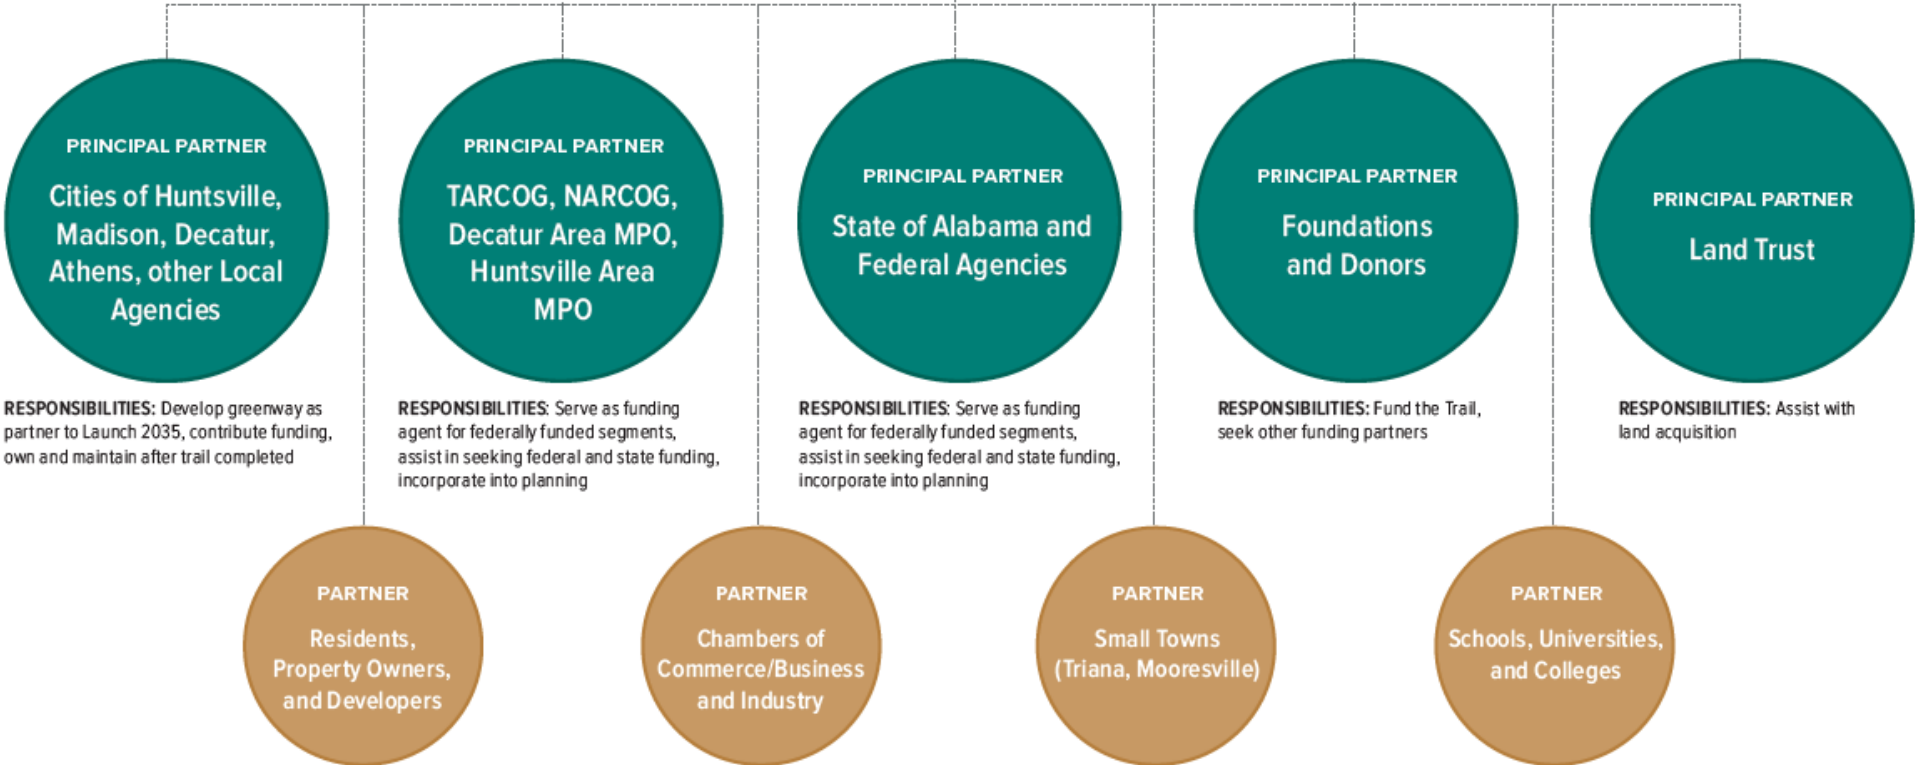 PRINCIPAL PARTNER
Cities of Huntsville,
Madison, Decatur,
Athens, other Local
Agencies
RESPONSIBILITIES: Develop greenway as
partner to Launch 2035, contribute funding,
own and maintain after trail completed
PRINCIPAL PARTNER
TARCOG, NARCOG,
Decatur Area MPO,
Huntsville Area
MPO
RESPONSIBILITIES: Serve as funding
agent for federally funded segments,
assist in seeking federal and state funding,
incorporate into planning
PRINCIPAL PARTNER
State of Alabama and
Federal Agencies
RESPONSIBILITIES: Serve as funding
agent for federally funded segments,
assist in seeking federal and state funding,
incorporate into planning
PRINCIPAL PARTNER
Foundations
and Donors
RESPONSIBILITIES: Fund the Trail,
seek other funding partners
PRINCIPAL PARTNER
Land Trust
RESPONSIBILITIES: Assist with
land acquisition
PARTNER
Residents,
Property Owners,
and Developers
PARTNER
Chambers of
Commerce/Business
and Industry
PARTNER
Small Towns
(Triana, Mooresville)
PARTNER
Schools, Universities,
and Colleges